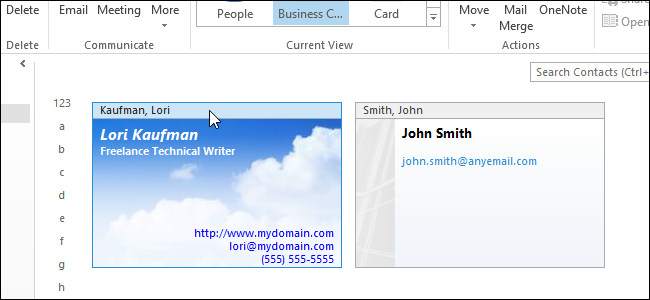 Delete
Email Meeting More
People Business C... Card
Move Mail Merge OneNote
Open
Delete Communicate Current View Actions
Search Contacts (Ctrl+
123
a
b
c
d
e
f
g
h
Kaufman, Lori
Lori Kaufman
Freelance Technical Writer
http://www.mydomain.com
lori@mydomain.com
(555) 555-5555
Smith, John
John Smith
john.smith@anyemail.com